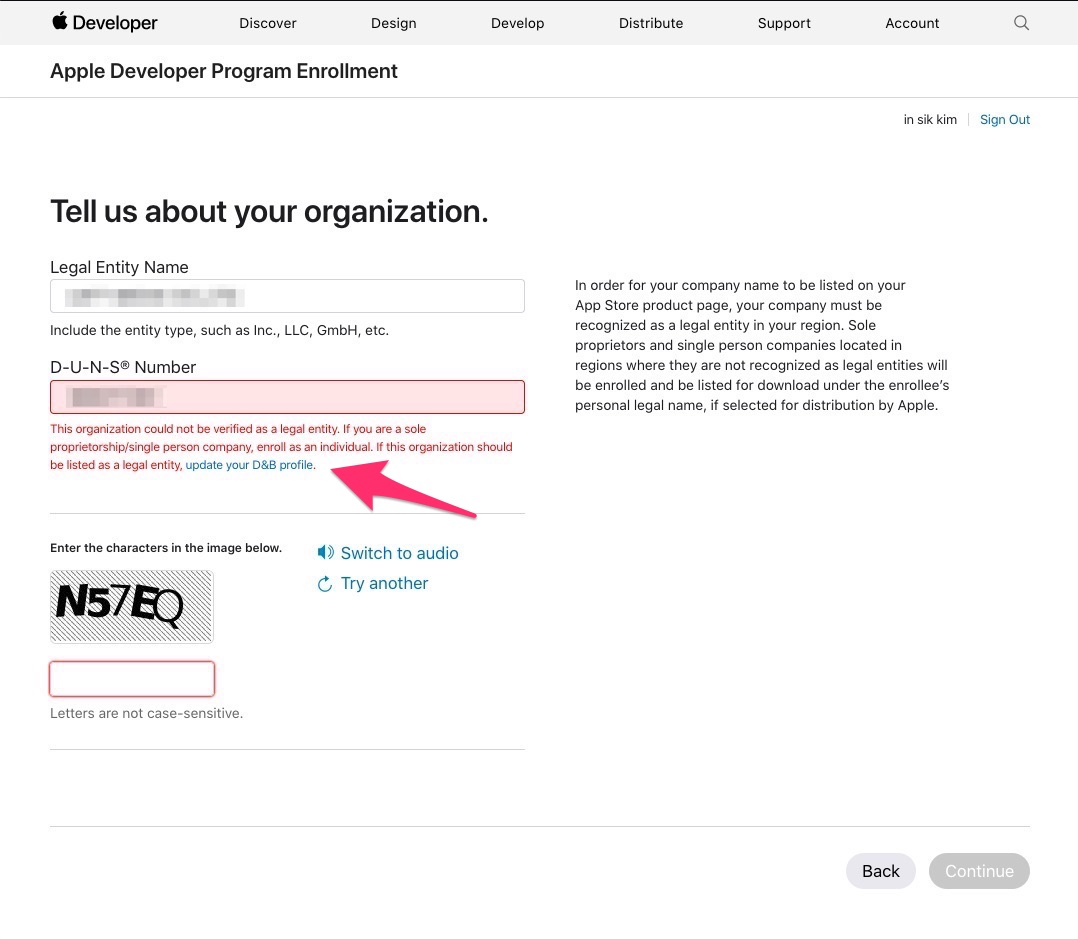 Developer
Discover
Design
Develop
Distribute
Support
Account
Apple Developer Program Enrollment
in sik kim
Sign Out
Tell us about your organization.
Legal Entity Name
Include the entity type, such as Inc., LLC, GmbH, etc.
D-U-N-S® Number
This organization could not be verified as a legal entity. If you are a sole
proprietorship/single person company, enroll as an individual. If this organization should
be listed as a legal entity, update your D&B profile.
In order for your company name to be listed on your
App Store product page, your company must be
recognized as a legal entity in your region. Sole
proprietors and single person companies located in
regions where they are not recognized as legal entities will
be enrolled and be listed for download under the enrollee’s
personal legal name, if selected for distribution by Apple.
Enter the characters in the image below.
Switch to audio
Try another
N57EQ
Letters are not case-sensitive.
Back
Continue